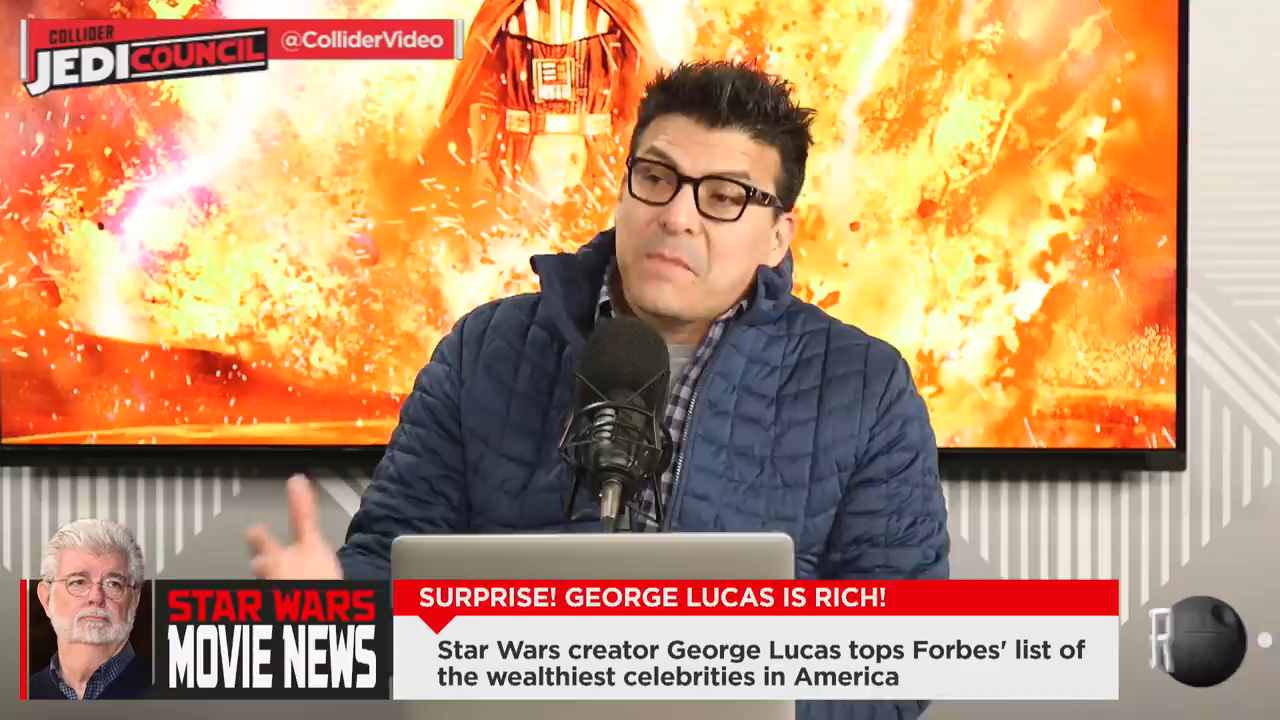 COLLIDER
JEDI COUNCIL
@ColliderVideo
STAR WARS
MOVIE NEWS
SURPRISE! GEORGE LUCAS IS RICH!
Star Wars creator George Lucas tops Forbes' list of
the wealthiest celebrities in America
R